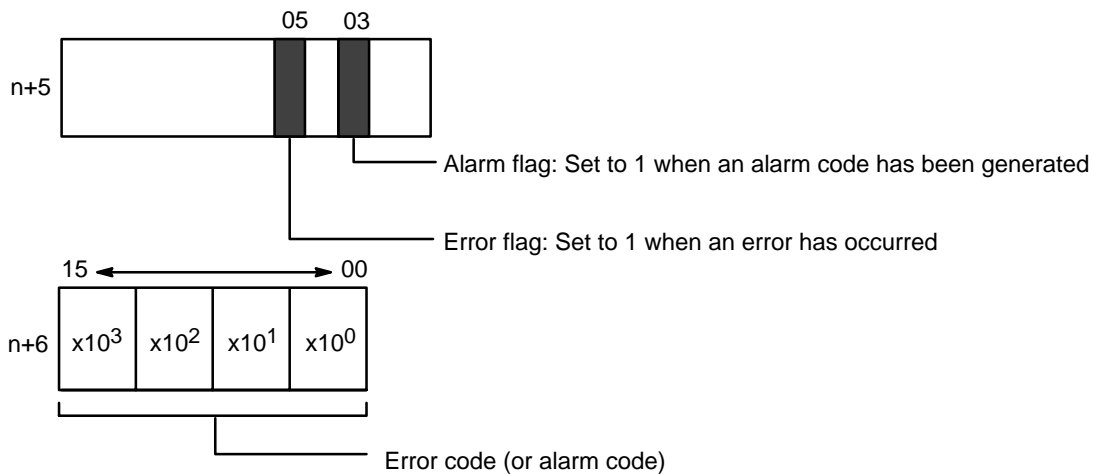 05 03
n+5
Alarm flag: Set to 1 when an alarm code has been generated
Error flag: Set to 1 when an error has occurred
15 00
n+6 x10³ x10² x10¹ x10⁰
Error code (or alarm code)